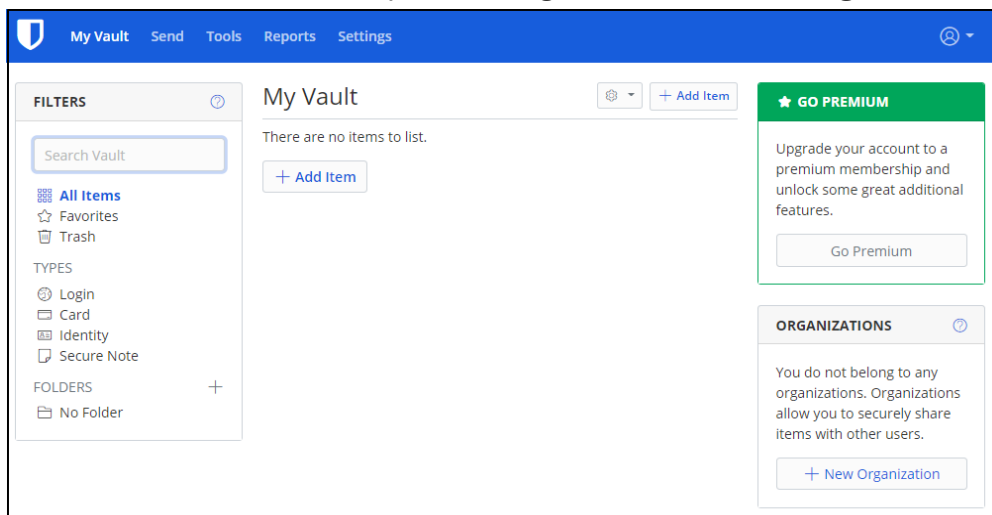 My Vault Send Tools Reports Settings
FILTERS
Search Vault
All Items
Favorites
Trash
TYPES
Login
Card
Identity
Secure Note
FOLDERS
No Folder
My Vault
+ Add Item
There are no items to list.
+ Add Item
GO PREMIUM
Upgrade your account to a
premium membership and
unlock some great additional
features.
Go Premium
ORGANIZATIONS
You do not belong to any
organizations. Organizations
allow you to securely share
items with other users.
+ New Organization